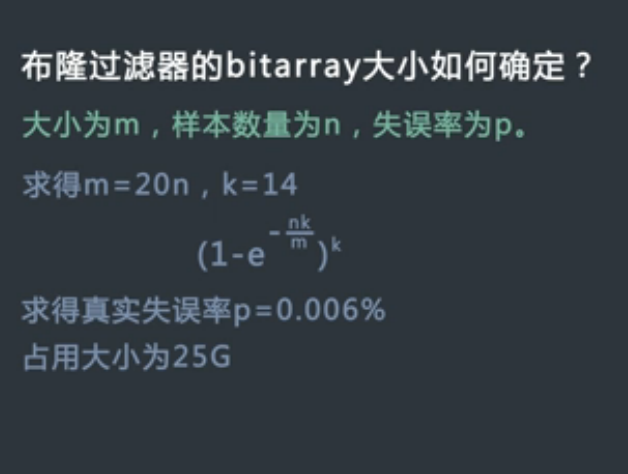 布隆过滤器的bitarray大小如何确定？
大小为m，样本数量为n，失误率为p。
求得m=20n，k=14
(1-e^{-\frac{nk}{m}})^k
求得真实失误率p=0.006%
占用大小为25G